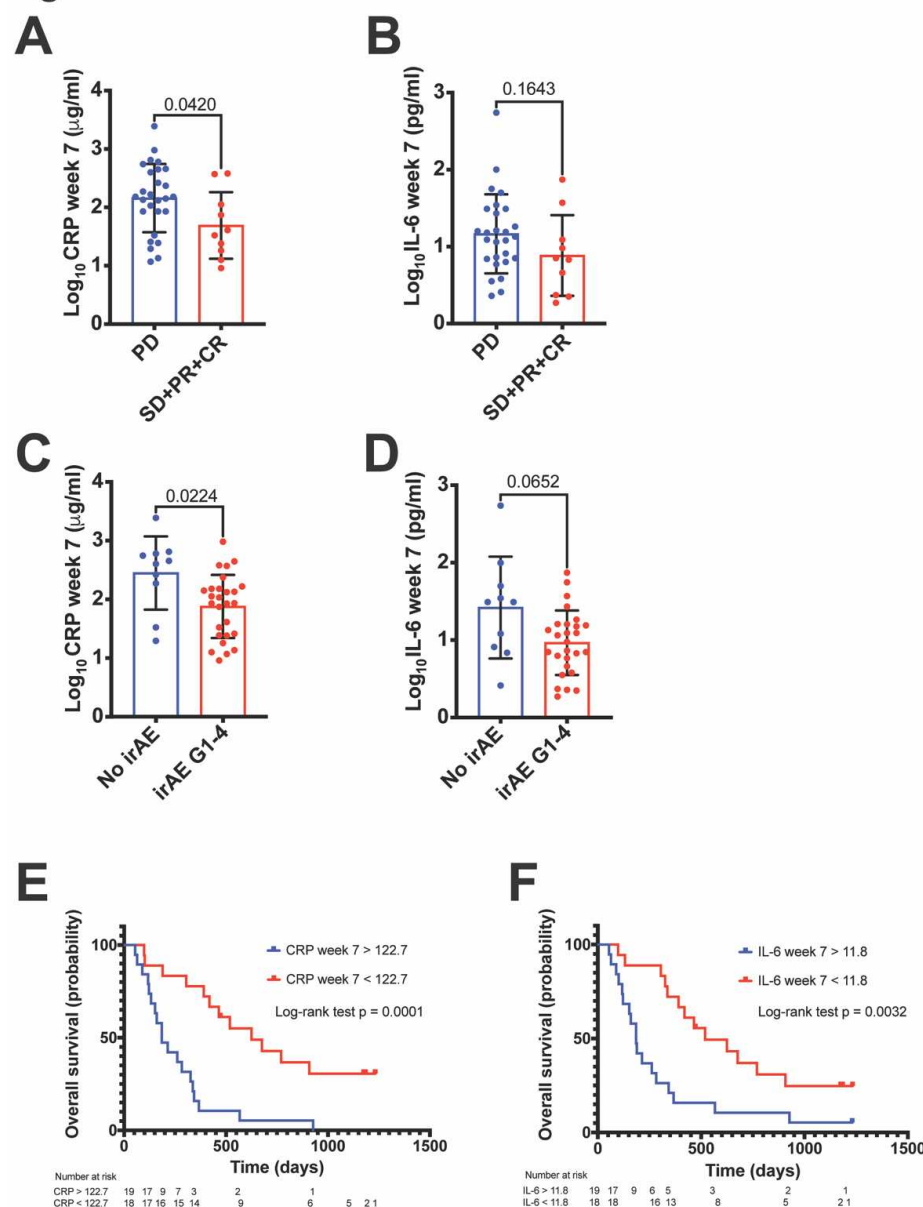 A
Log10 CRP week 7 (μg/ml)
4
3
2
1
0
0.0420
PD
SD+PR+CR
B
Log10 IL-6 week 7 (pg/ml)
3
2
1
0
0.1643
PD
SD+PR+CR
C
Log10 CRP week 7 (μg/ml)
4
3
2
1
0
0.0224
No irAE
irAE G1-4
D
Log10 IL-6 week 7 (pg/ml)
3
2
1
0
0.0652
No irAE
irAE G1-4
E
Overall survival (probability)
100
50
0
CRP week 7 > 122.7
CRP week 7 < 122.7
Log-rank test p = 0.0001
0 500 1000 1500
Time (days)
Number at risk
CRP > 122.7 19 17 9 7 3 2 1
CRP < 122.7 18 17 16 15 14 9 6 5 2 1
F
Overall survival (probability)
100
50
0
IL-6 week 7 > 11.8
IL-6 week 7 < 11.8
Log-rank test p = 0.0032
0 500 1000 1500
Time (days)
Number at risk
IL-6 > 11.8 19 17 9 6 5 3 2 1
IL-6 < 11.8 18 18 16 13 8 5 2 1